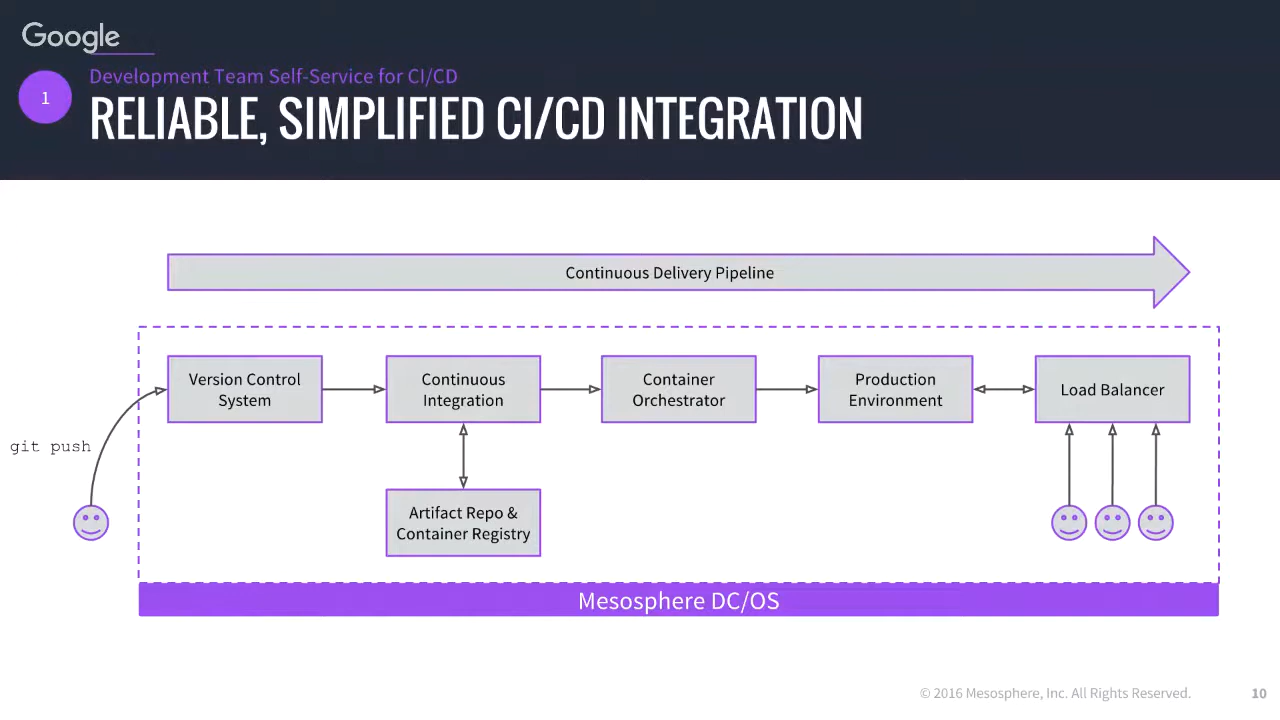 Google
Development Team Self-Service for CI/CD
1
RELIABLE, SIMPLIFIED CI/CD INTEGRATION
Continuous Delivery Pipeline
Version Control
System
Continuous
Integration
Container
Orchestrator
Production
Environment
Load Balancer
git push
Artifact Repo &
Container Registry
Mesosphere DC/OS
© 2016 Mesosphere, Inc. All Rights Reserved.
10